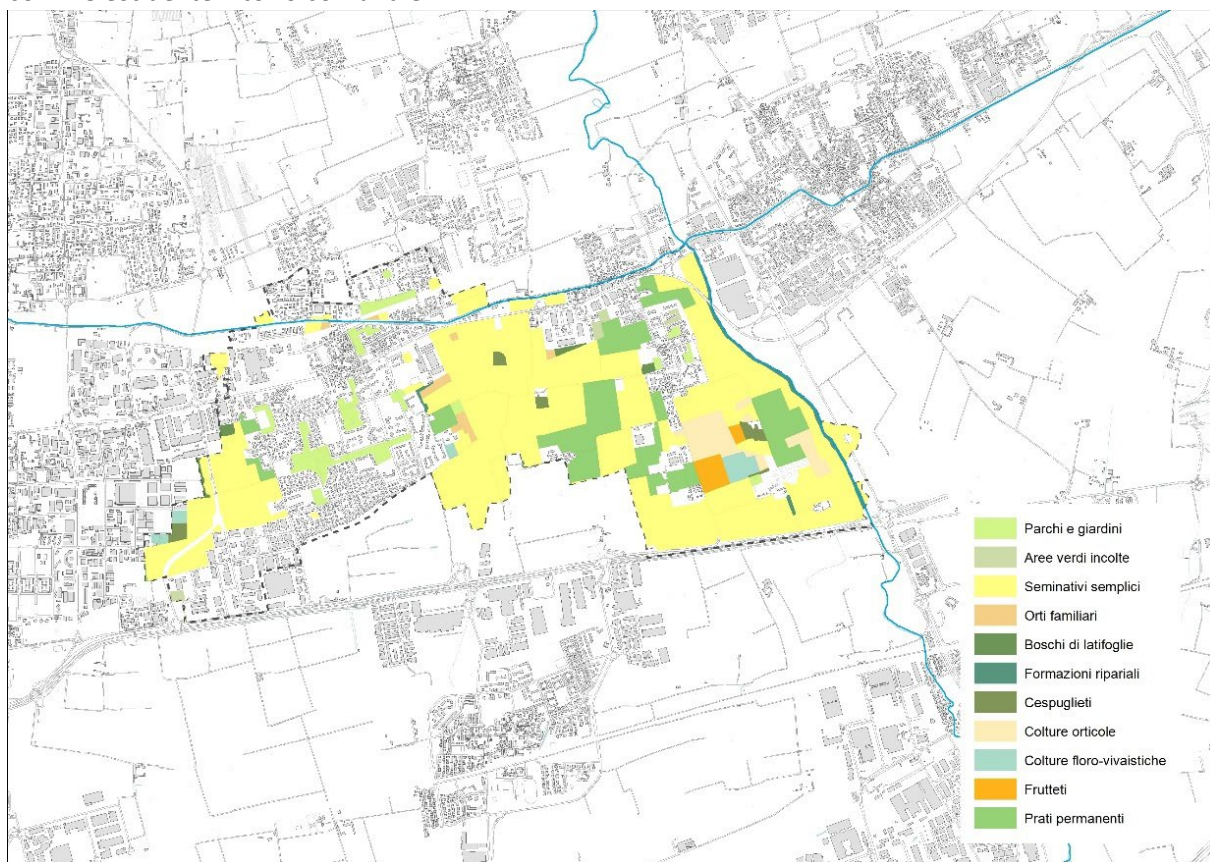 Parchi e giardini
Aree verdi incolte
Seminativi semplici
Orti familiari
Boschi di latifoglie
Formazioni ripariali
Cespuglieti
Colture orticole
Colture floro-vivaistiche
Frutteti
Prati permanenti